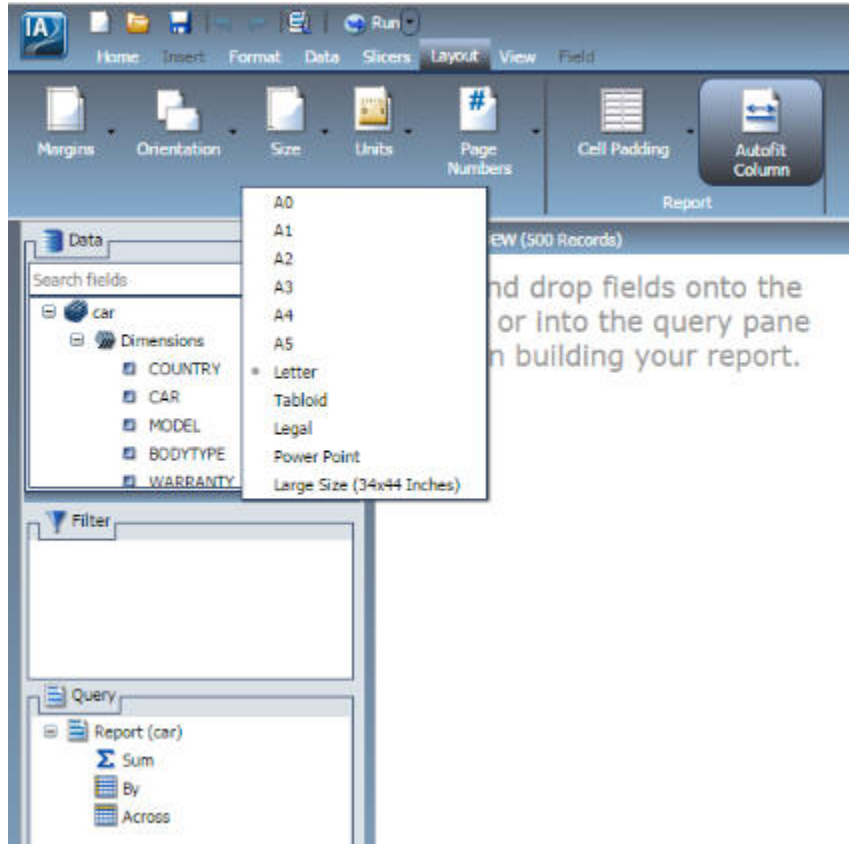 IA
Run
Home Insert Format Data Slicers Layout View Field
Margins Orientation Size Units Page Numbers Cell Padding Autofit Column
#
Report
A0
A1
A2
A3
A4
A5
Letter
Tabloid
Legal
Power Point
Large Size (34x44 Inches)
Data
Search fields
car
Dimensions
COUNTRY
CAR
MODEL
BODYTYPE
WARRANTY
ew (500 Records)
nd drop fields onto the
or into the query pane
n building your report.
Filter
Query
Report (car)
Sum
By
Across